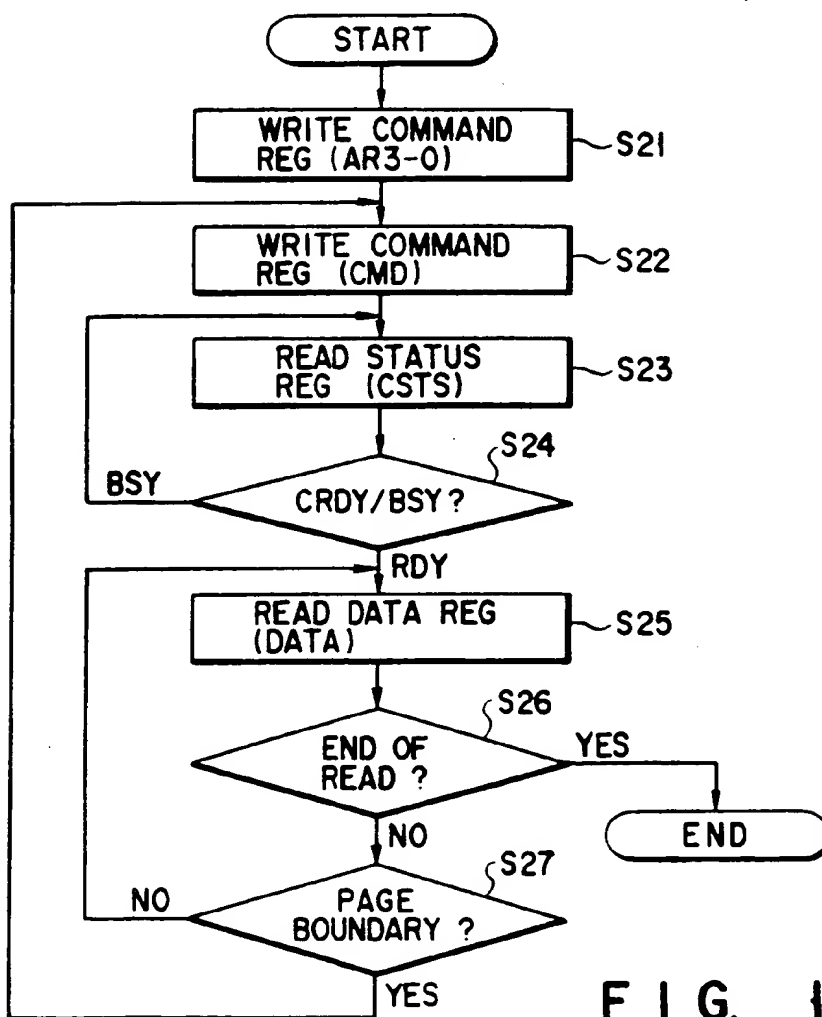 START
WRITE COMMAND
REG (AR3-0)
S21
WRITE COMMAND
REG (CMD)
S22
READ STATUS
REG (CSTS)
S23
S24
BSY
CRDY/BSY?
RDY
READ DATA REG
(DATA)
S25
S26
END OF
READ ?
YES
END
NO
S27
NO
PAGE
BOUNDARY ?
YES
FIG.